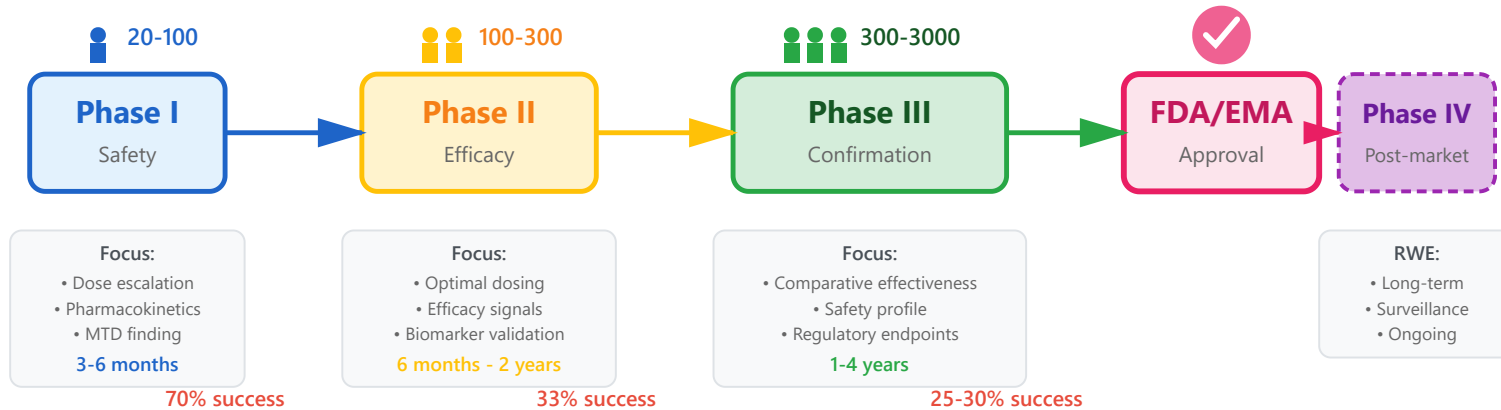 20-100
Phase I
Safety
Focus:
• Dose escalation
• Pharmacokinetics
• MTD finding
3-6 months
70% success
100-300
Phase II
Efficacy
Focus:
• Optimal dosing
• Efficacy signals
• Biomarker validation
6 months - 2 years
33% success
300-3000
Phase III
Confirmation
Focus:
• Comparative effectiveness
• Safety profile
• Regulatory endpoints
1-4 years
25-30% success
FDA/EMA
Approval
Phase IV
Post-market
RWE:
• Long-term
• Surveillance
• Ongoing